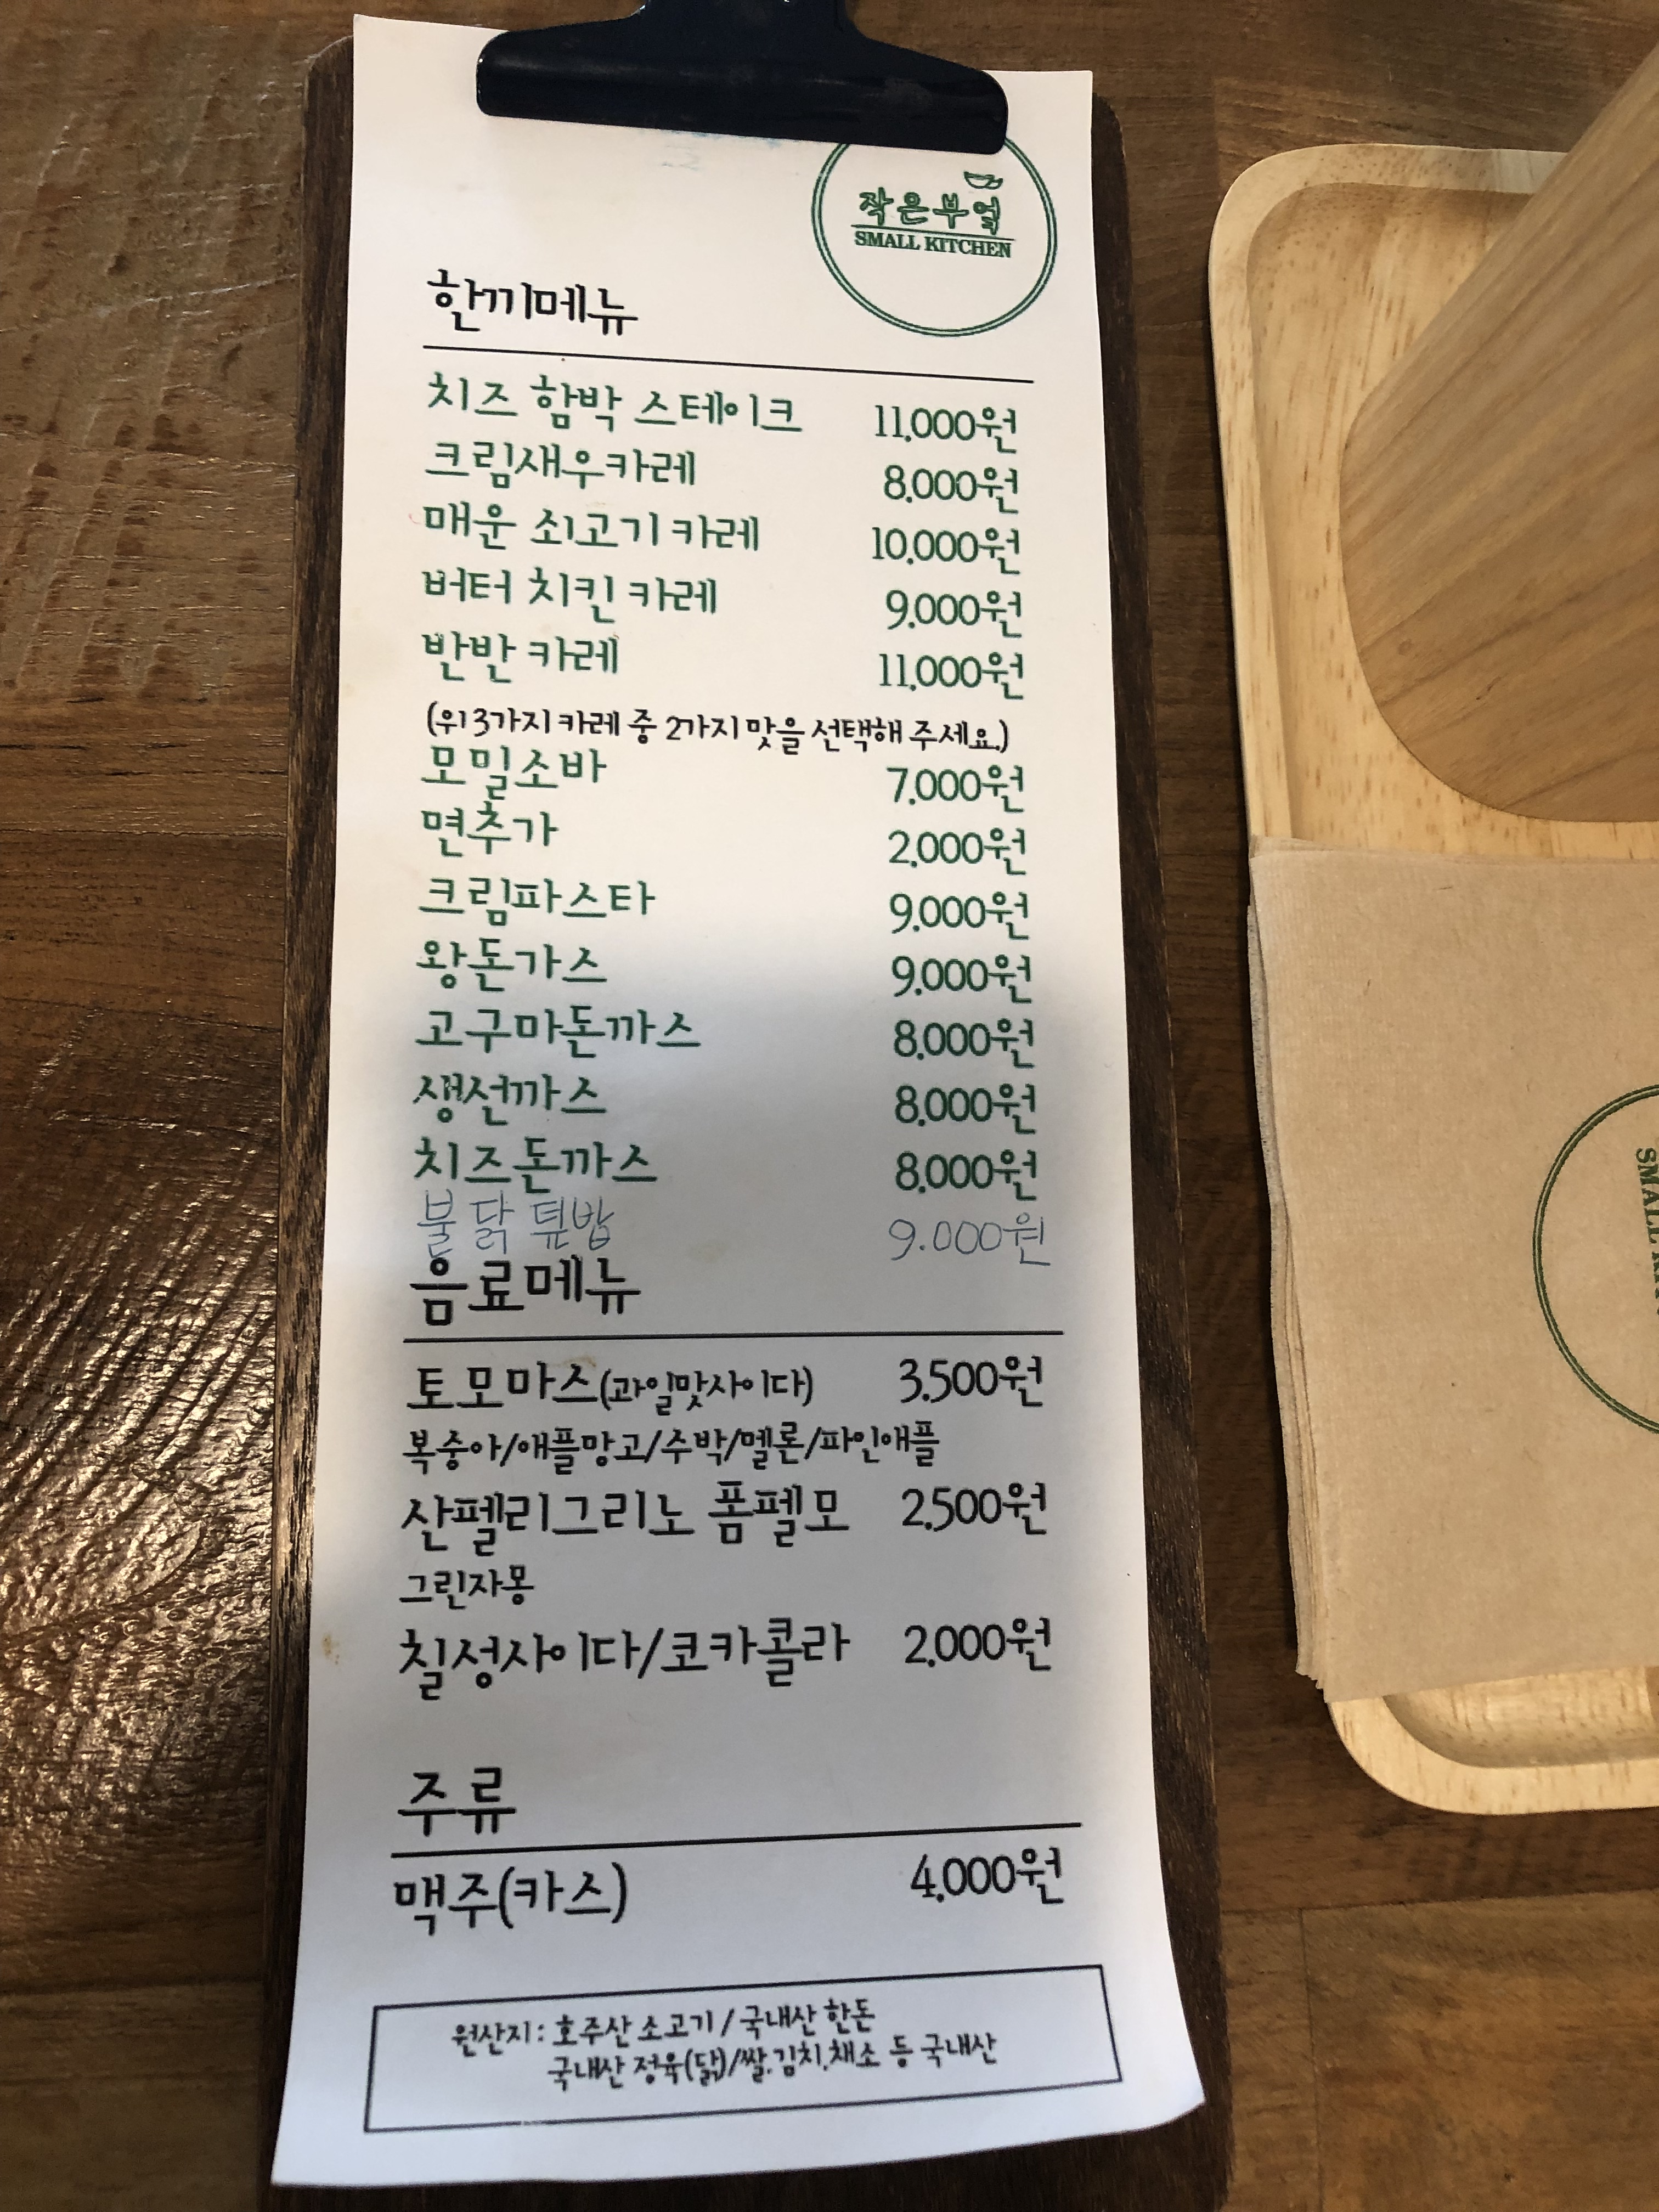 작은부엌
SMALL KITCHEN
한끼메뉴
치즈 함박 스테이크 11,000원
크림새우카레 8,000원
매운 쇠고기 카레 10,000원
버터 치킨 카레 9,000원
반반 카레 11,000원
(위 3가지 카레 중 2가지 맛을 선택해 주세요.)
모밀소바 7,000원
면추가 2,000원
크림파스타 9,000원
왕돈가스 9,000원
고구마돈까스 8,000원
생선까스 8,000원
치즈돈까스 8,000원
불닭 덮밥 9.000원
음료메뉴
토모마스(과일맛사이다) 3,500원
복숭아/애플망고/수박/멜론/파인애플
산펠리그리노 폼펠모 2,500원
그린자몽
칠성사이다/코카콜라 2,000원
주류
맥주(카스) 4,000원
원산지 : 호주산 소고기 / 국내산 한돈
국내산 정육(닭)/쌀,김치,채소 등 국내산
SMALL